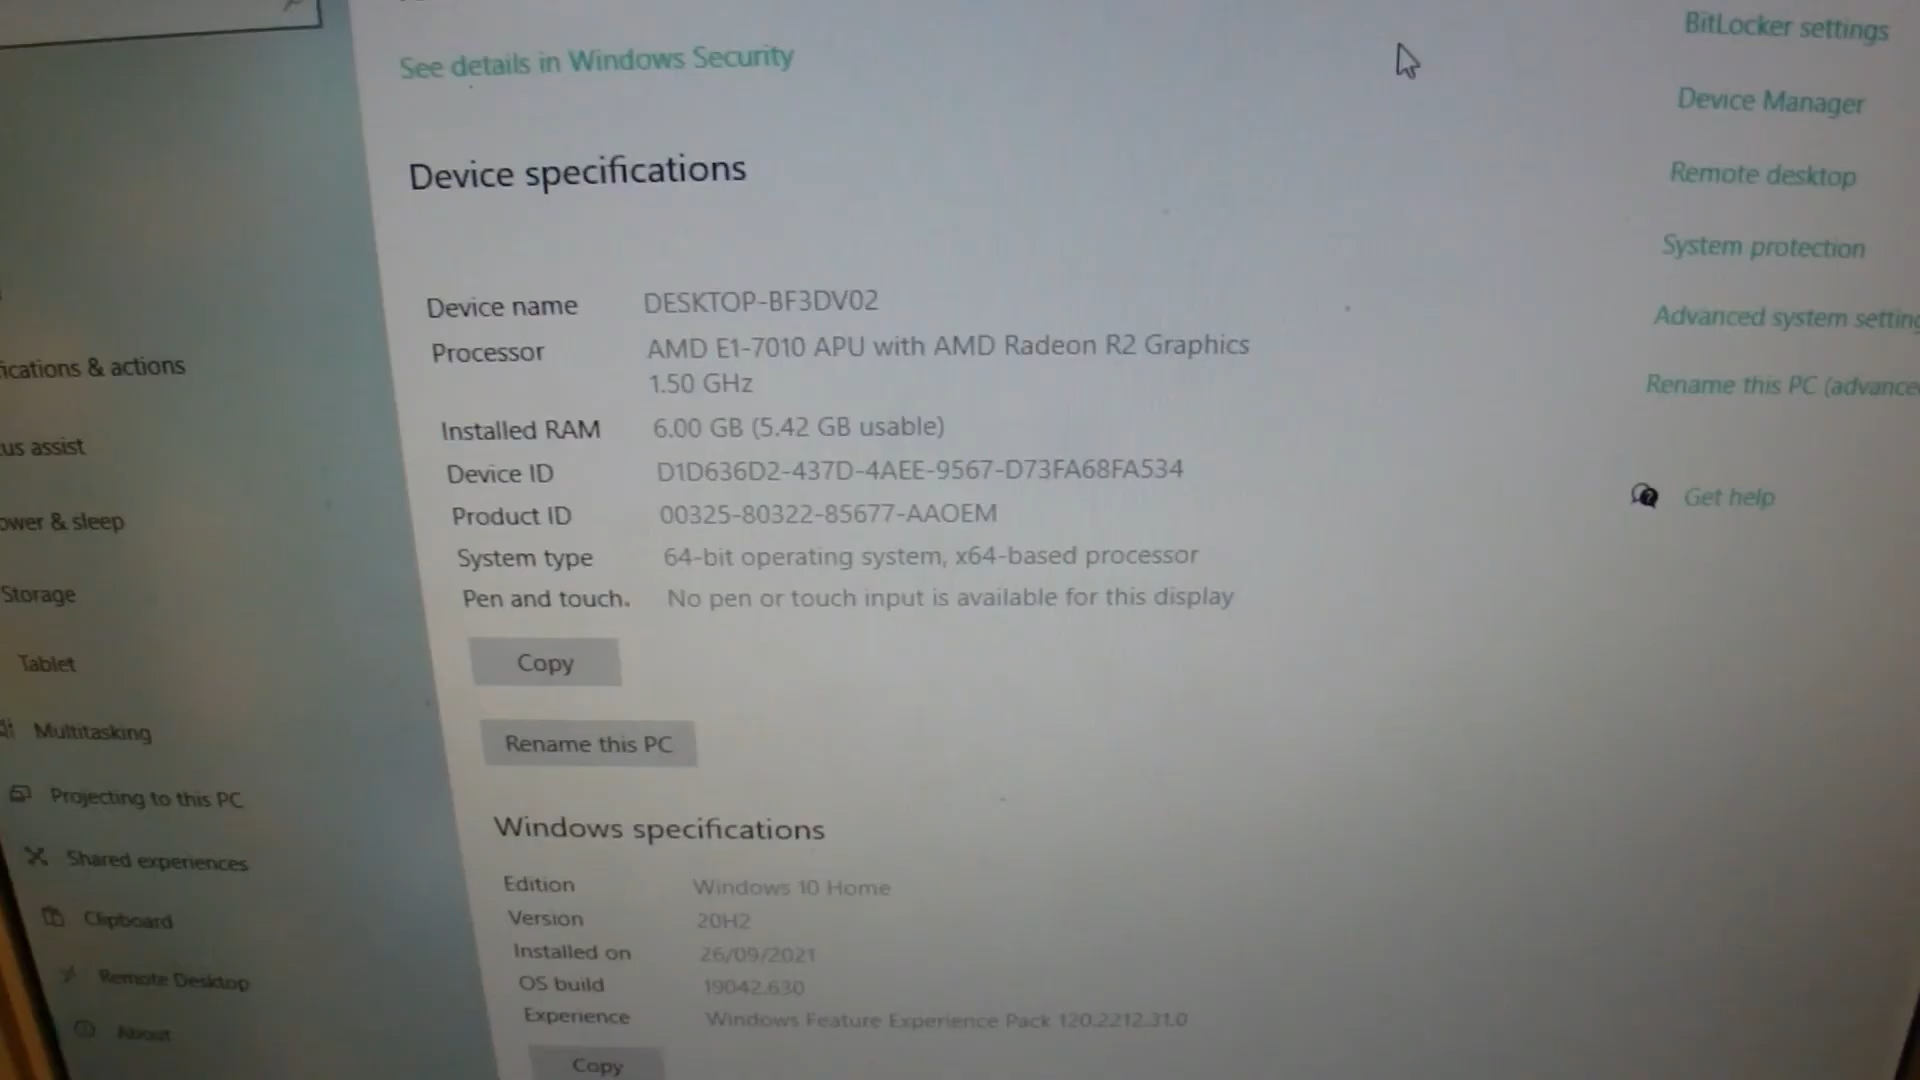 See details in Windows Security
Device specifications
Device name DESKTOP-BF3DV02
Processor AMD E1-7010 APU with AMD Radeon R2 Graphics
1.50 GHz
Installed RAM 6.00 GB (5.42 GB usable)
Device ID D1D636D2-437D-4AEE-9567-D73FA68FA534
Product ID 00325-80322-85677-AAOEM
System type 64-bit operating system, x64-based processor
Pen and touch. No pen or touch input is available for this display
Copy
Rename this PC
Windows specifications
Edition Windows 10 Home
Version 20H2
Installed on 26/09/2021
OS build 19042.630
Experience Windows Feature Experience Pack 120.2212.31.0
Copy
ications & actions
us assist
ower & sleep
Storage
Tablet
Multitasking
Projecting to this PC
Shared experiences
Clipboard
Remote Desktop
About
BitLocker settings
Device Manager
Remote desktop
System protection
Advanced system setting
Rename this PC (advance
Get help